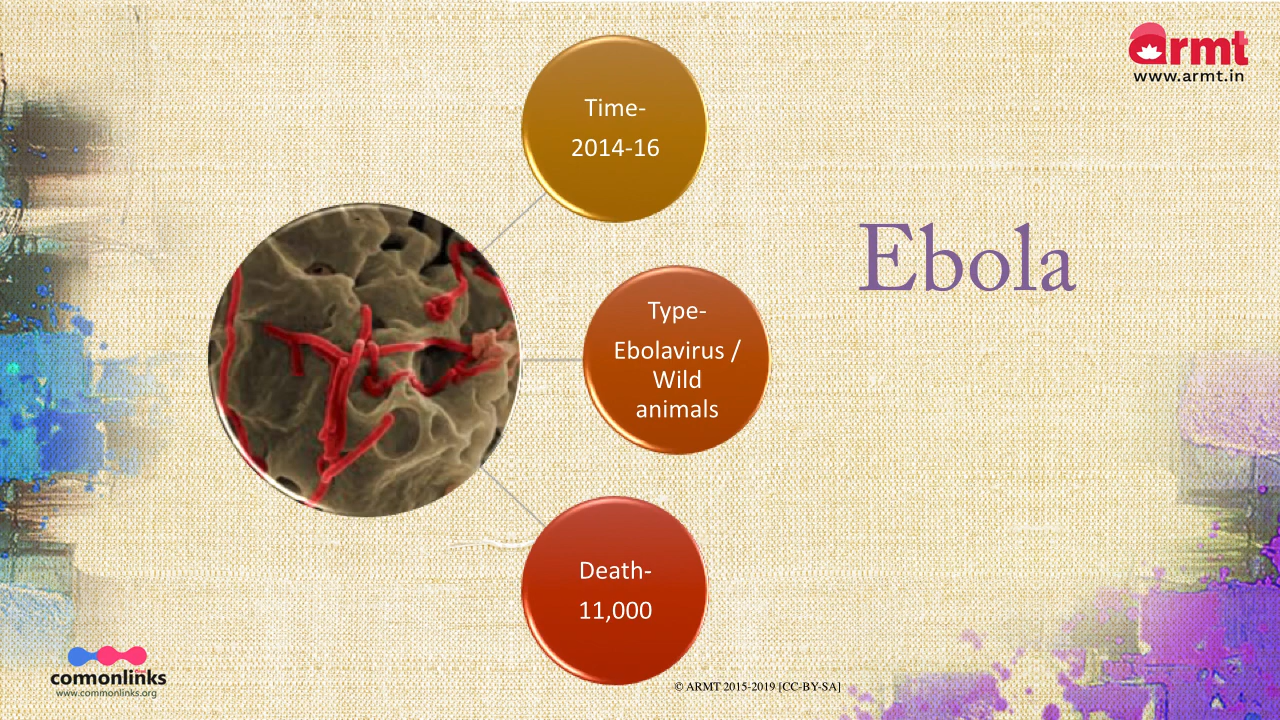 armt
www.armt.in
Time-
2014-16
Ebola
Type-
Ebolavirus /
Wild
animals
Death-
11,000
commonlinks
www.commonlinks.org
© ARMT 2015-2019 [CC-BY-SA]